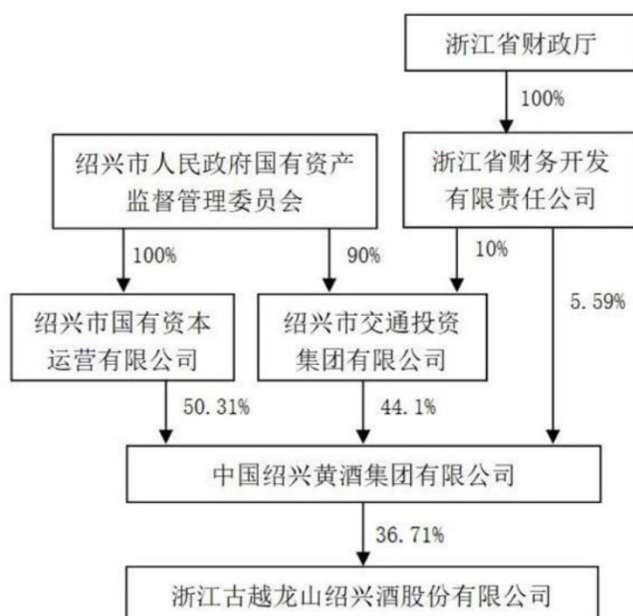 浙江省财政厅
100%
绍兴市人民政府国有资产
监督管理委员会
浙江省财务开发
有限责任公司
100%
90%
10%
5.59%
绍兴市国有资本
运营有限公司
绍兴市交通投资
集团有限公司
50.31%
44.1%
中国绍兴黄酒集团有限公司
36.71%
浙江古越龙山绍兴酒股份有限公司